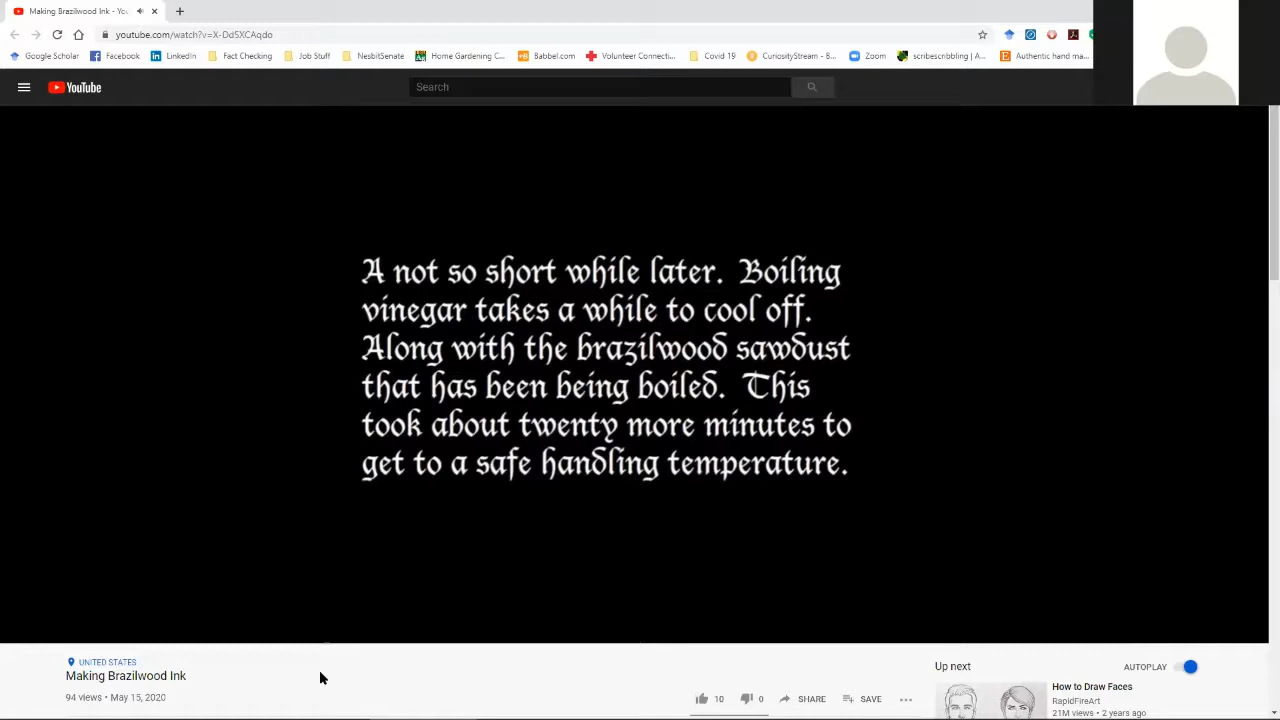 Making Brazilwood Ink - You
youtube.com/watch?v=X-Dd5XCAqdo
Google Scholar
Facebook
LinkedIn
Fact Checking
Job Stuff
NesbitSenate
Home Gardening C...
Babbel.com
Volunteer Connecti...
Covid 19
CuriosityStream - B...
Zoom
scribescribbling | A...
Authentic hand ma...
YouTube
Search
A not so short while later. Boiling
vinegar takes a while to cool off.
Along with the brazilwood sawdust
that has been being boiled. This
took about twenty more minutes to
get to a safe handling temperature.
UNITED STATES
Making Brazilwood Ink
94 views • May 15, 2020
10
0
SHARE
SAVE
Up next
AUTOPLAY
How to Draw Faces
RapidFireArt
21M views • 2 years ago